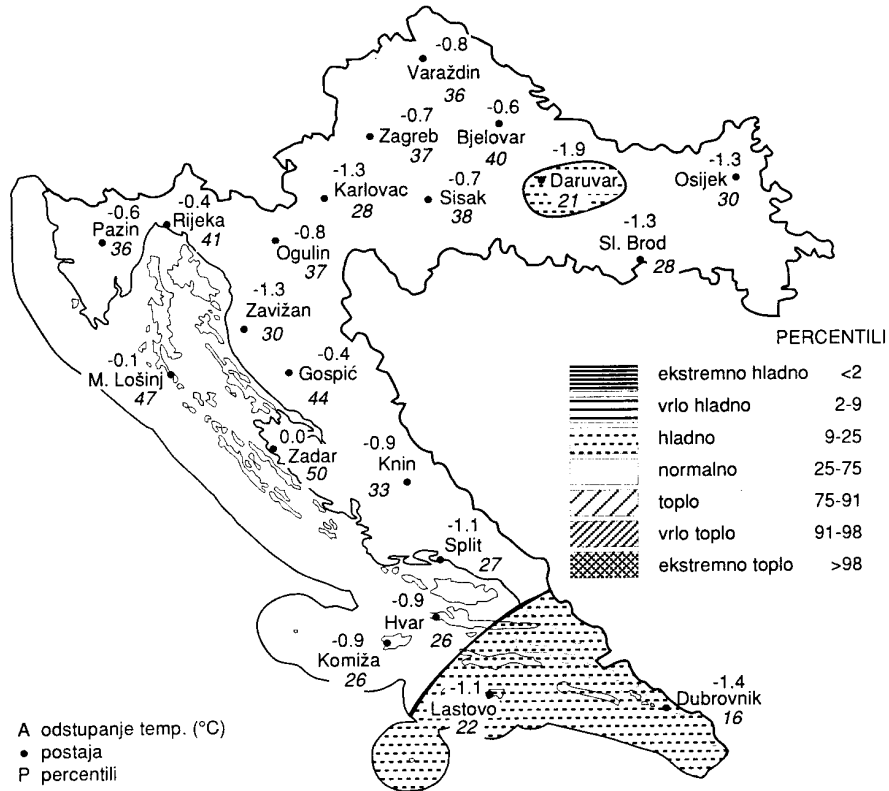 -0.8
Varaždin
36
-0.7
Zagreb
37
-0.6
Bjelovar
40
-1.9
Daruvar
21
-1.3
Osijek
30
-1.3
Karlovac
28
-0.7
Sisak
38
-0.6
Pazin
36
-0.4
Rijeka
41
-0.8
Ogulin
37
-1.3
Sl. Brod
28
-1.3
Zavižan
30
-0.4
Gospić
44
-0.1
M. Lošinj
47
0.0
Zadar
50
-0.9
Knin
33
-1.1
Split
27
-0.9
Hvar
26
-0.9
Komiža
26
-1.1
Lastovo
22
-1.4
Dubrovnik
16
PERCENTILI
ekstremno hladno <2
vrlo hladno 2-9
hladno 9-25
normalno 25-75
toplo 75-91
vrlo toplo 91-98
ekstremno toplo >98
A odstupanje temp. (°C)
• postaja
P percentili